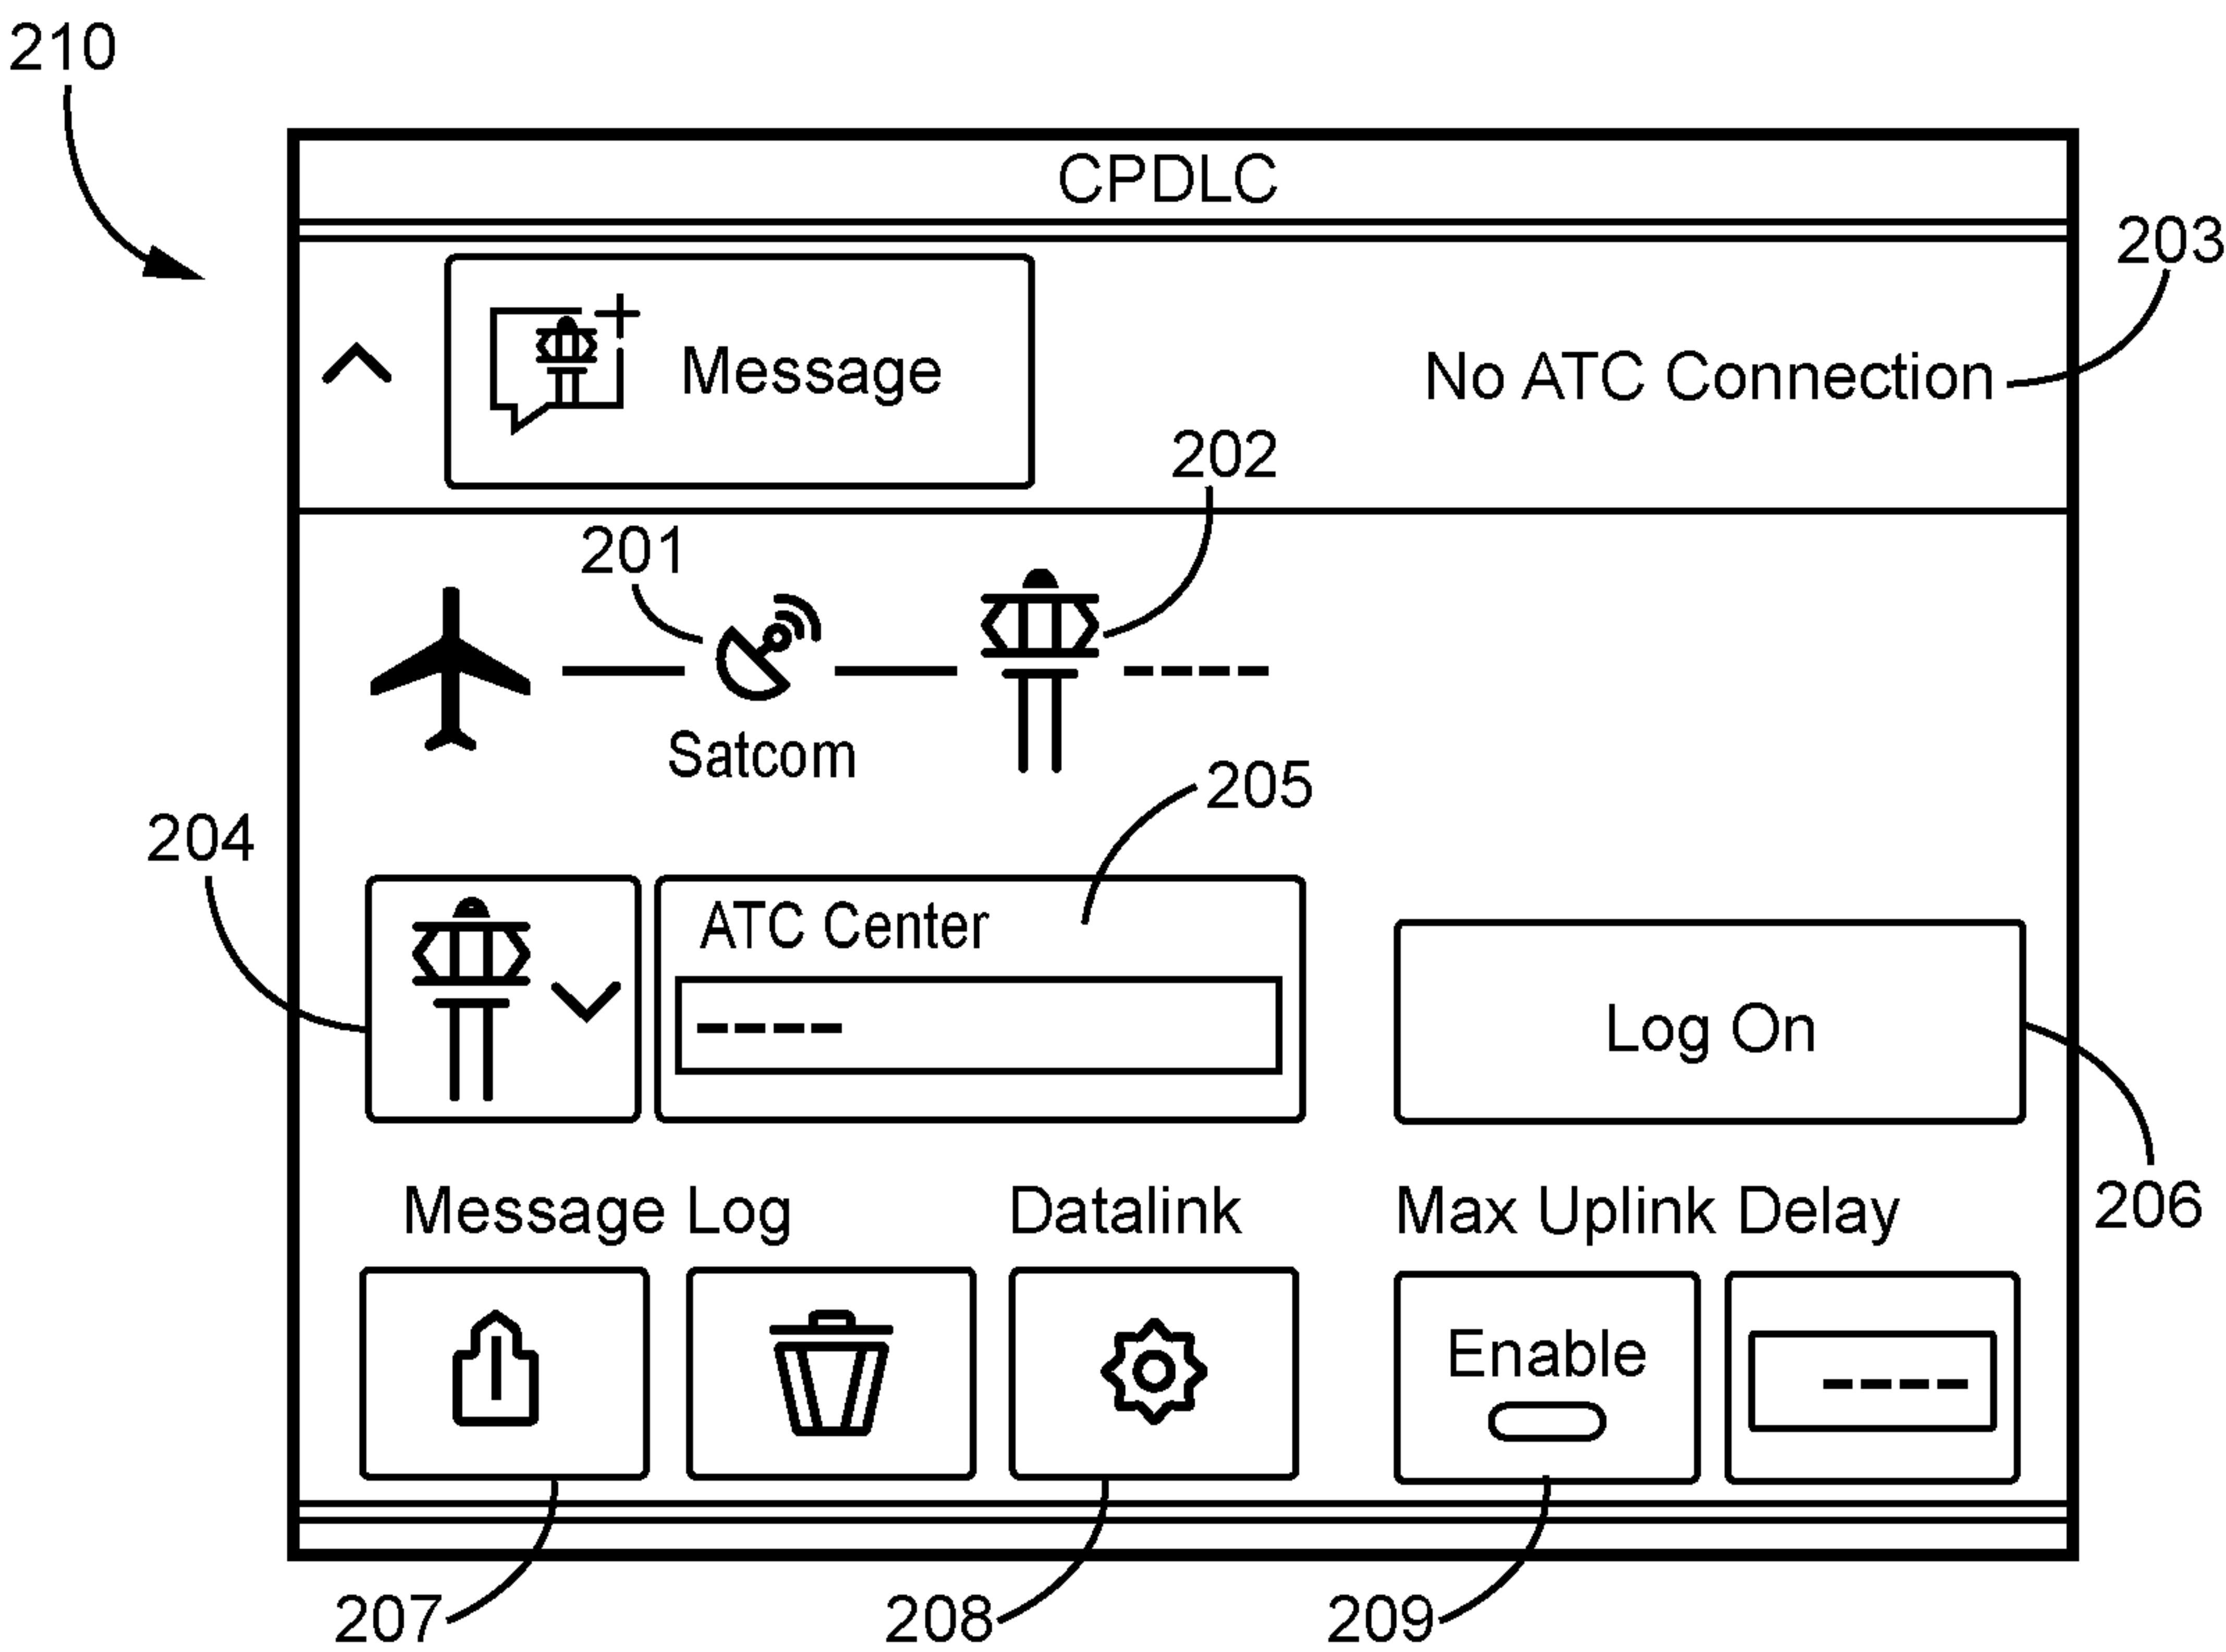 210
CPDLC
203
Message
No ATC Connection
202
201
Satcom
205
204
ATC Center
----
----
Log On
206
Message Log
Datalink
Max Uplink Delay
Enable
----
207
208
209